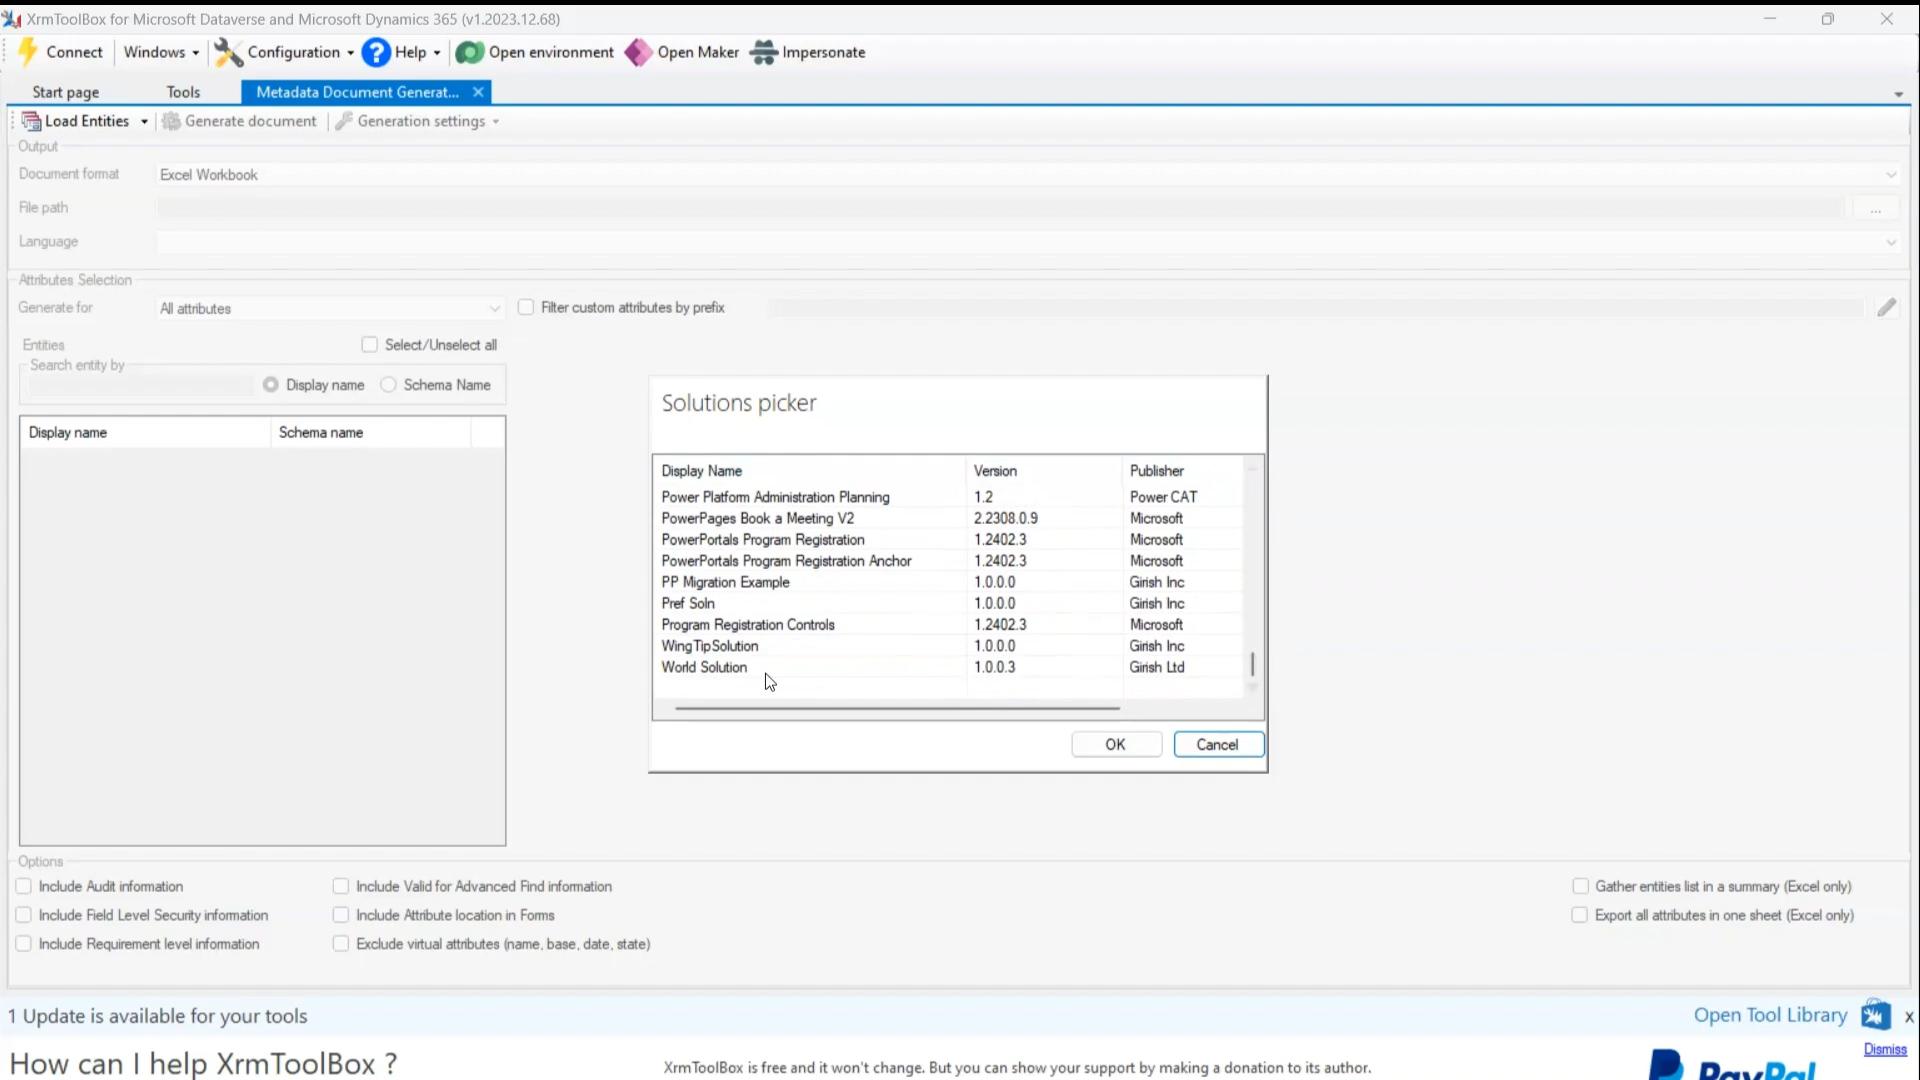 XrmToolBox for Microsoft Dataverse and Microsoft Dynamics 365 (v1.2023.12.68)
Connect Windows Configuration Help Open environment Open Maker Impersonate
Start page Tools Metadata Document Generat...
Load Entities Generate document Generation settings
Output
Document format Excel Workbook
File path ...
Language
Attributes Selection
Generate for All attributes Filter custom attributes by prefix
Entities Select/Unselect all
Search entity by
Display name Schema Name
Display name Schema name
Solutions picker
Display Name Version Publisher
Power Platform Administration Planning 1.2 Power CAT
PowerPages Book a Meeting V2 2.2308.0.9 Microsoft
PowerPortals Program Registration 1.2402.3 Microsoft
PowerPortals Program Registration Anchor 1.2402.3 Microsoft
PP Migration Example 1.0.0.0 Girish Inc
Pref Soln 1.0.0.0 Girish Inc
Program Registration Controls 1.2402.3 Microsoft
WingTipSolution 1.0.0.0 Girish Inc
World Solution 1.0.0.3 Girish Ltd
OK Cancel
Options
Include Audit information Include Valid for Advanced Find information Gather entities list in a summary (Excel only)
Include Field Level Security information Include Attribute location in Forms Export all attributes in one sheet (Excel only)
Include Requirement level information Exclude virtual attributes (name, base, date, state)
1 Update is available for your tools Open Tool Library x
Dismiss
How can I help XrmToolBox ? XrmToolBox is free and it won't change. But you can show your support by making a donation to its author. PayPal